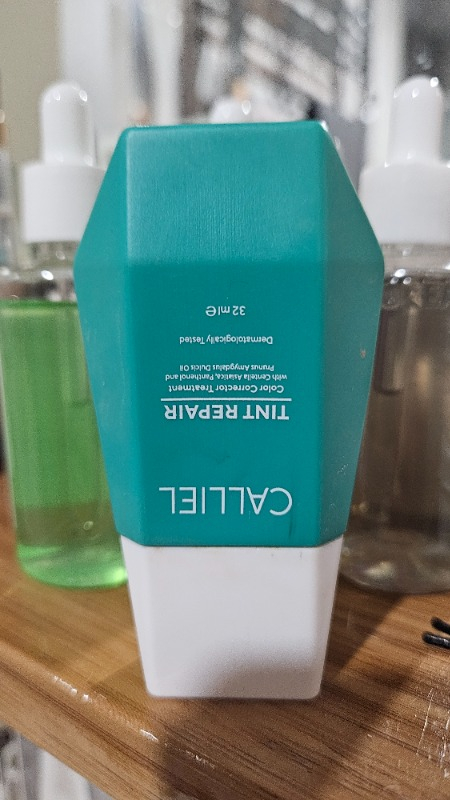 CALLIEL
TINT REPAIR
Color Corrector Treatment
with Centella Asiatica, Panthenol and
Prunus Amygdalus Dulcis Oil
Dermatologically Tested
32 ml ℮